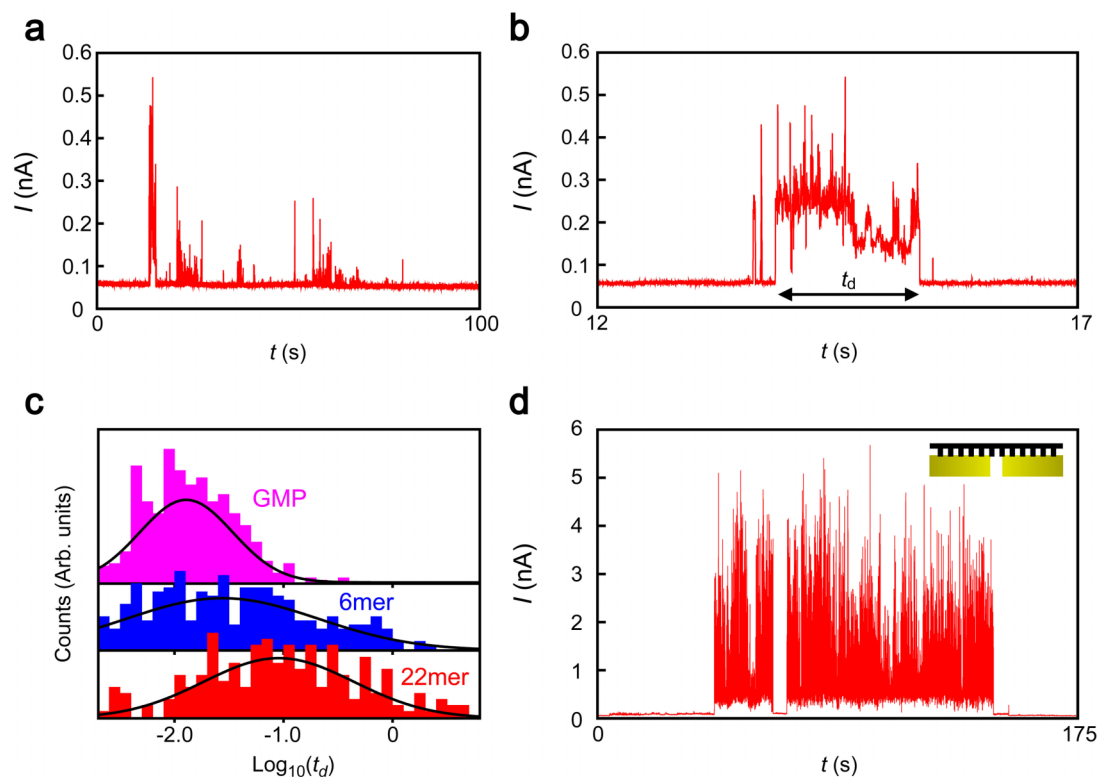 a
0.6
0.5
0.4
0.3
0.2
0.1
0
I (nA)
0
100
t (s)
b
0.6
0.5
0.4
0.3
0.2
0.1
0
I (nA)
t_d
12
17
t (s)
c
Counts (Arb. units)
GMP
6mer
22mer
-2.0
-1.0
0
Log₁₀(t_d)
d
6
5
4
3
2
1
0
I (nA)
0
175
t (s)